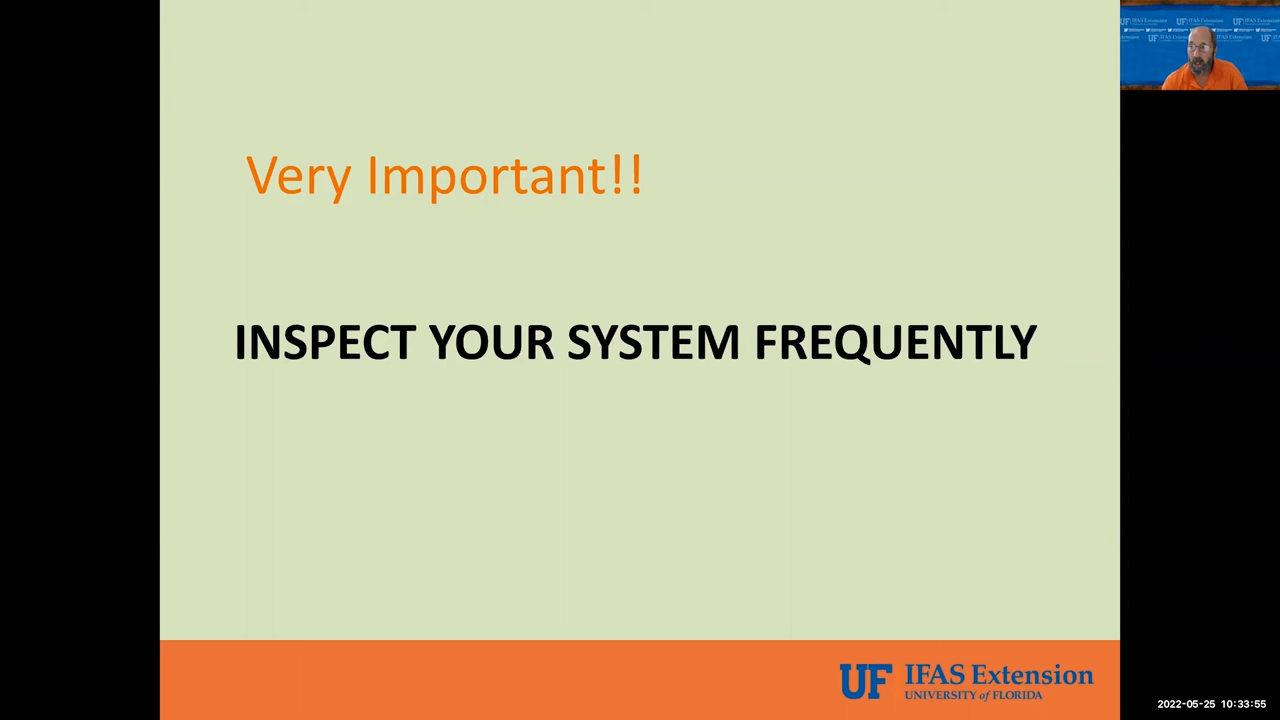 Very Important!!
INSPECT YOUR SYSTEM FREQUENTLY
UF IFAS Extension
UNIVERSITY of FLORIDA
2022-05-25 10:33:55